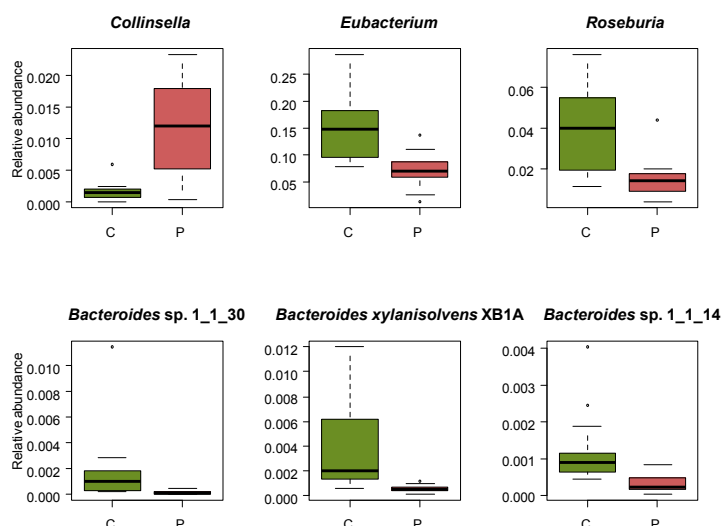 Collinsella
Eubacterium
Roseburia
Relative abundance
0.020
0.015
0.010
0.005
0.000
C P
0.25
0.20
0.15
0.10
0.05
C P
0.06
0.04
0.02
C P
Bacteroides sp. 1_1_30
Bacteroides xylanisolvens XB1A
Bacteroides sp. 1_1_14
Relative abundance
0.010
0.008
0.006
0.004
0.002
0.000
C P
0.012
0.010
0.008
0.006
0.004
0.002
0.000
C P
0.004
0.003
0.002
0.001
0.000
C P